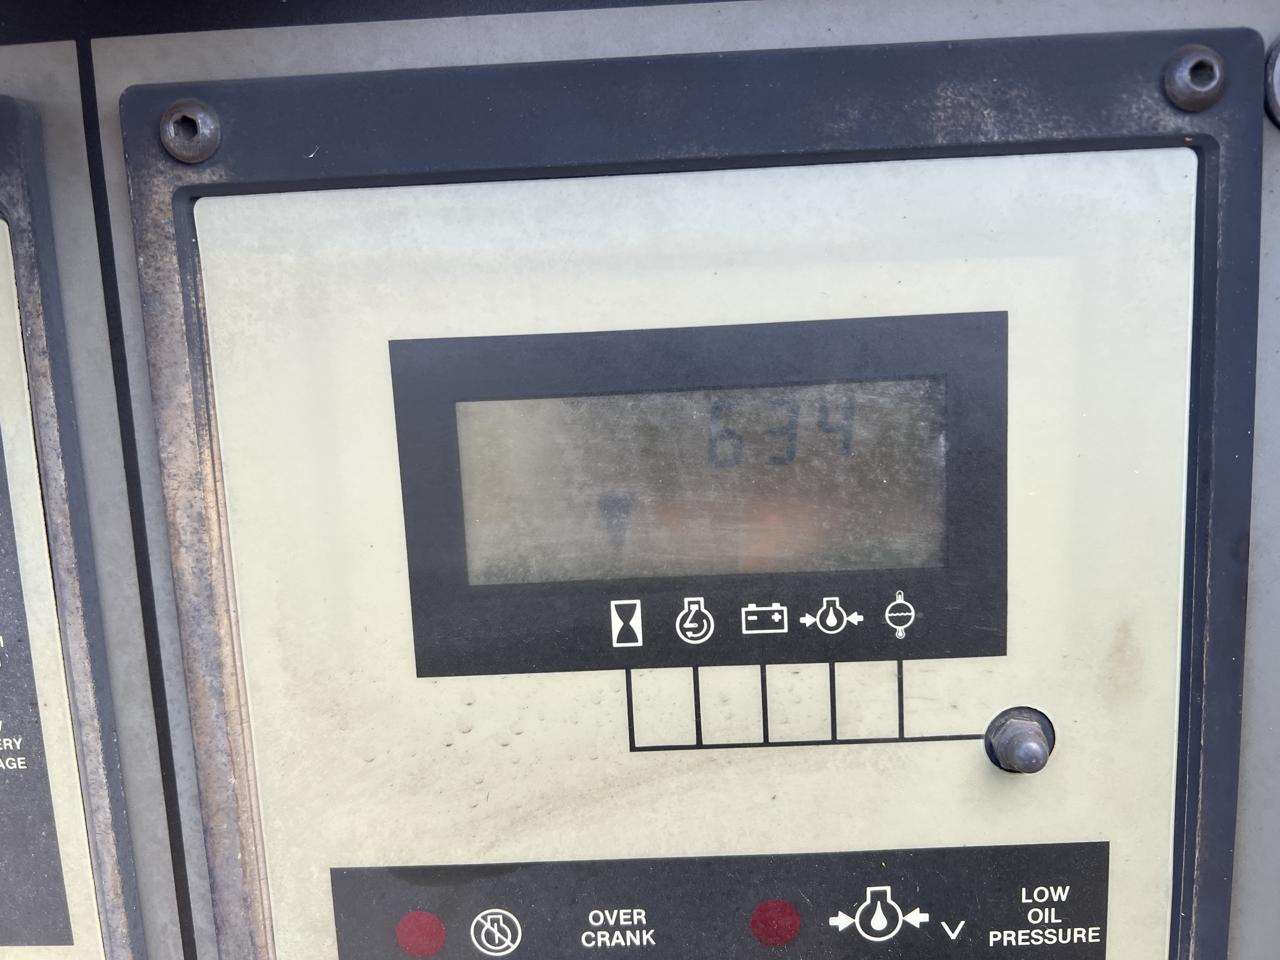 634
ERY
AGE
OVER
CRANK
V
LOW
OIL
PRESSURE